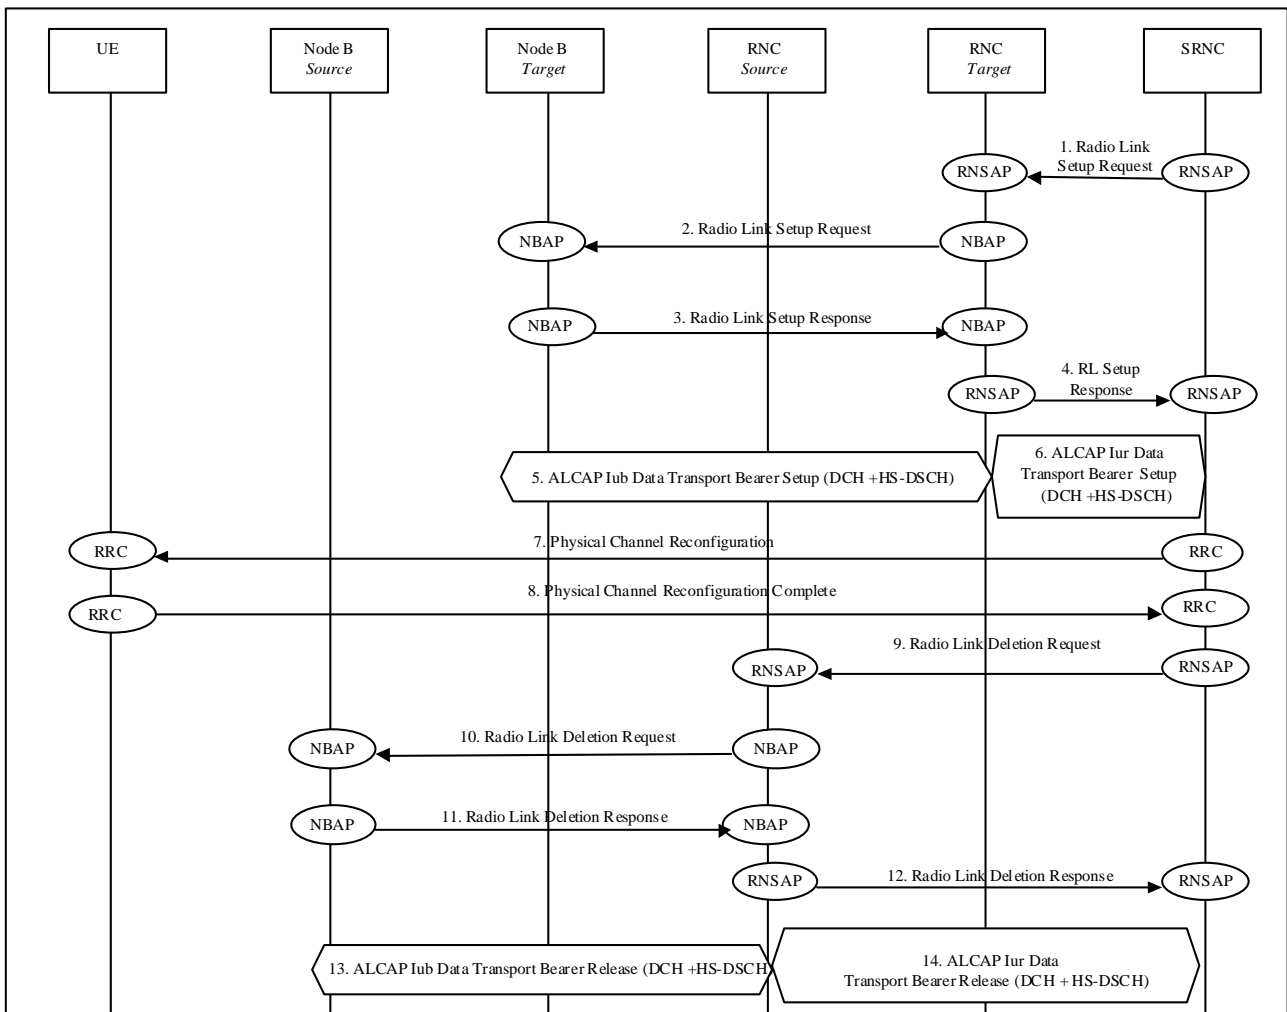 UE
Node B
Source
Node B
Target
RNC
Source
RNC
Target
SRNC
1. Radio Link
Setup Request
RNSAP
RNSAP
2. Radio Link Setup Request
NBAP
NBAP
3. Radio Link Setup Response
NBAP
NBAP
4. RL Setup
Response
RNSAP
RNSAP
5. ALCAP Iub Data Transport Bearer Setup (DCH +HS-DSCH)
6. ALCAP Iur Data
Transport Bearer Setup
(DCH +HS-DSCH)
7. Physical Channel Reconfiguration
RRC
RRC
8. Physical Channel Reconfiguration Complete
RRC
RRC
9. Radio Link Deletion Request
RNSAP
RNSAP
10. Radio Link Deletion Request
NBAP
NBAP
11. Radio Link Deletion Response
NBAP
NBAP
12. Radio Link Deletion Response
RNSAP
RNSAP
13. ALCAP Iub Data Transport Bearer Release (DCH +HS-DSCH)
14. ALCAP Iur Data
Transport Bearer Release (DCH + HS-DSCH)